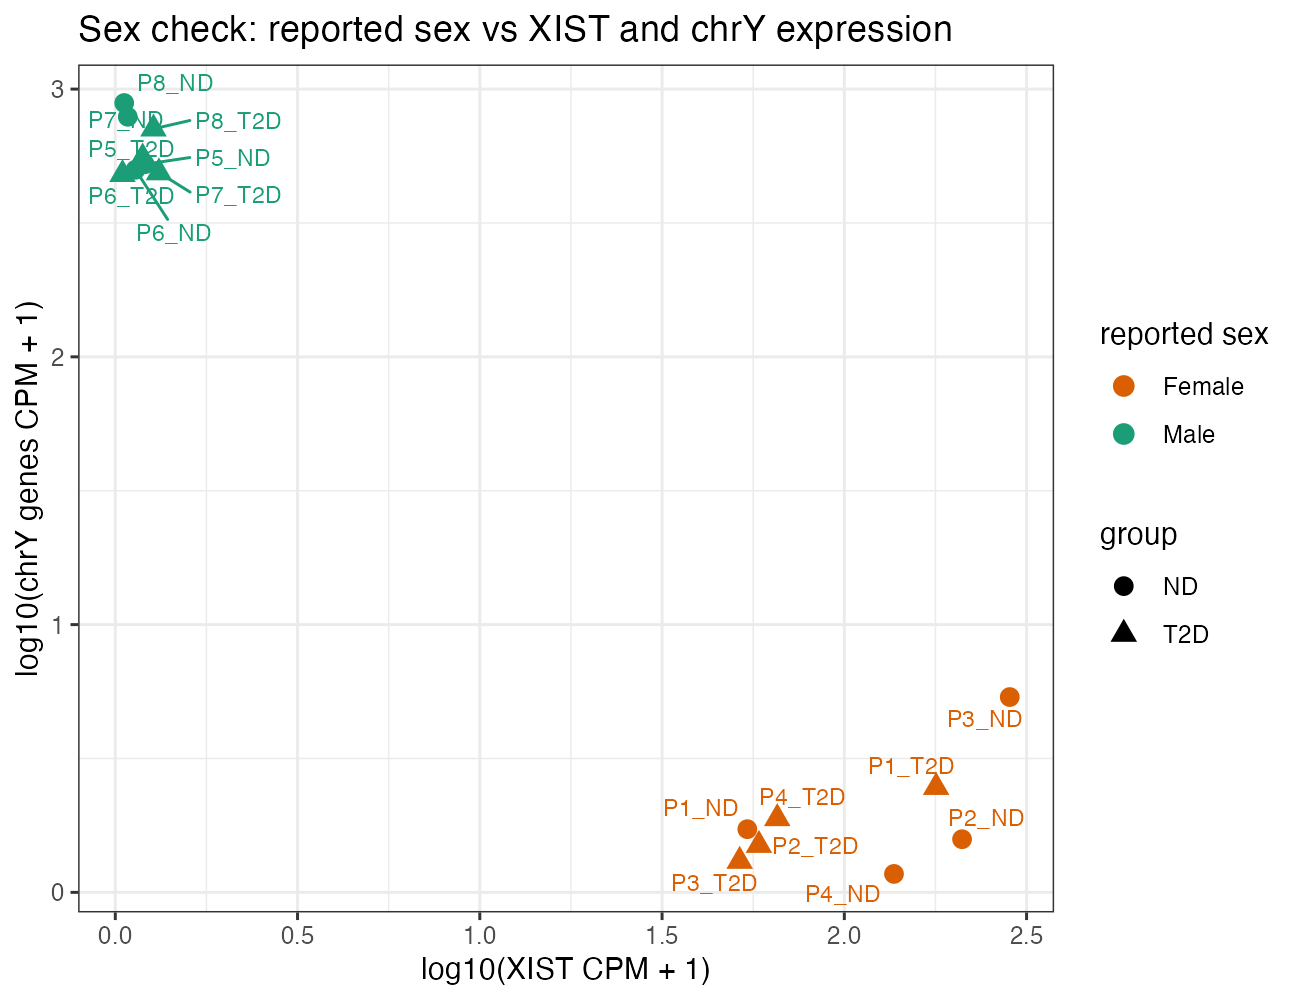 Sex check: reported sex vs XIST and chrY expression
log10(chrY genes CPM + 1)
3
2
1
0
P8_ND
P7_ND
P8_T2D
P5_T2D
P5_ND
P6_T2D
P7_T2D
P6_ND
P3_ND
P1_T2D
P4_T2D
P1_ND
P2_ND
P2_T2D
P3_T2D
P4_ND
0.0
0.5
1.0
1.5
2.0
2.5
log10(XIST CPM + 1)
reported sex
Female
Male
group
ND
T2D